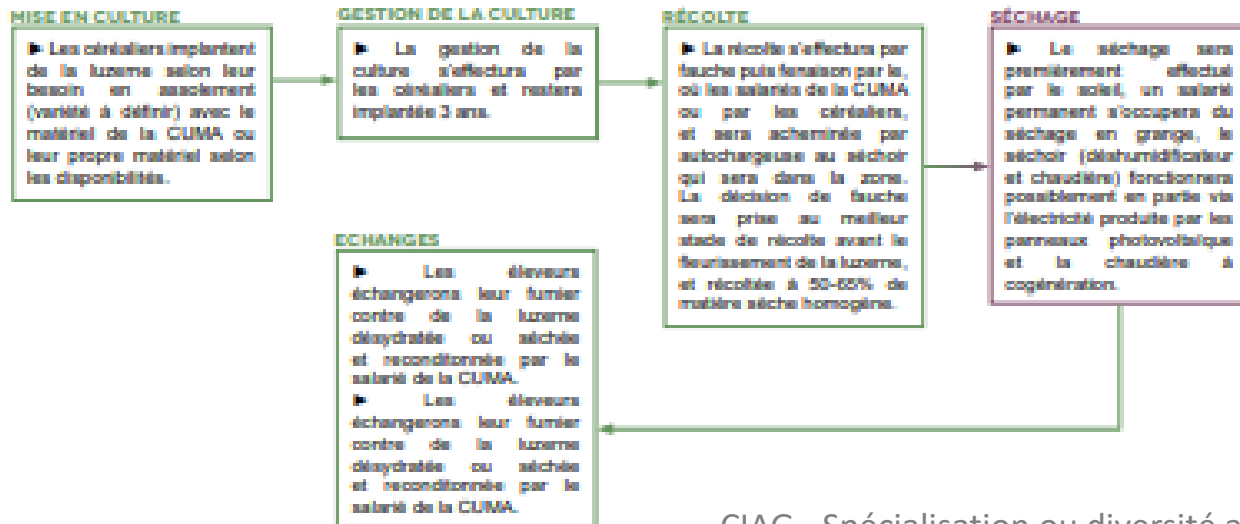 MISE EN CULTURE
► Les céréaliers implantent
de la luzerne selon leur
besoin en assolement
(variété à définir) avec le
matériel de la CUMA ou
leur propre matériel selon
les disponibilités.
GESTION DE LA CULTURE
► La gestion de la
culture s'effectura par
les céréaliers et restera
implantée 3 ans.
RÉCOLTE
► La récolte s'effectura par
fauche puis fenaison par le,
où les salariés de la CUMA
ou par les céréaliers,
et sera acheminée par
autochargeuse au séchoir
qui sera dans la zone.
La décision de fauche
sera prise au meilleur
stade de récolte avant le
fleurissement de la luzerne,
et récoltée à 50-65% de
matière sèche homogène.
SÉCHAGE
► Le séchage sera
premièrement effectué
par le soleil, un salarié
permanent s'occupera du
séchage en grange, le
séchoir (déshumidificateur
et chaudière) fonctionnera
possiblement en partie via
l'électricité produite par les
panneaux photovoltaïque
et la chaudière à
cogénération.
ECHANGES
► Les éleveurs
échangerons leur fumier
contre de la luzerne
désydratée ou séchée
et reconditonnée par le
salarié de la CUMA.
► Les éleveurs
échangerons leur fumier
contre de la luzerne
désydratée ou séchée
et reconditonnée par le
salarié de la CUMA.
CIAG - Spécialisation ou diversité a